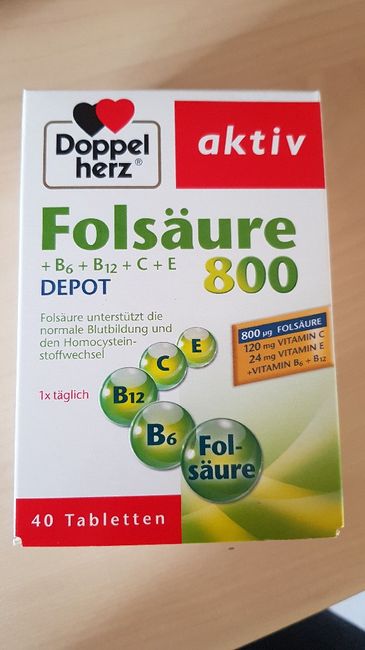 Doppel
herz®
aktiv
Folsäure
+ B6 + B12 + C + E
800
DEPOT
Folsäure unterstützt die
normale Blutbildung und
den Homocystein-
stoffwechsel
800 µg FOLSÄURE
120 mg VITAMIN C
24 mg VITAMIN E
+VITAMIN B6 + B12
1x täglich
E
C
B12
B6
Fol-
säure
40 Tabletten